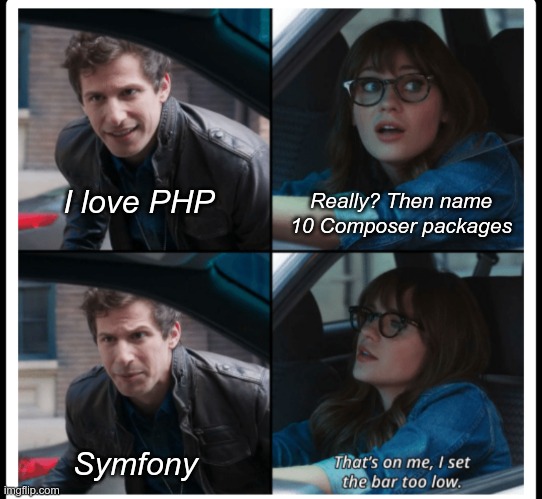 I love PHP
Really? Then name
10 Composer packages
Symfony
That's on me, I set
the bar too low.
imgflip.com